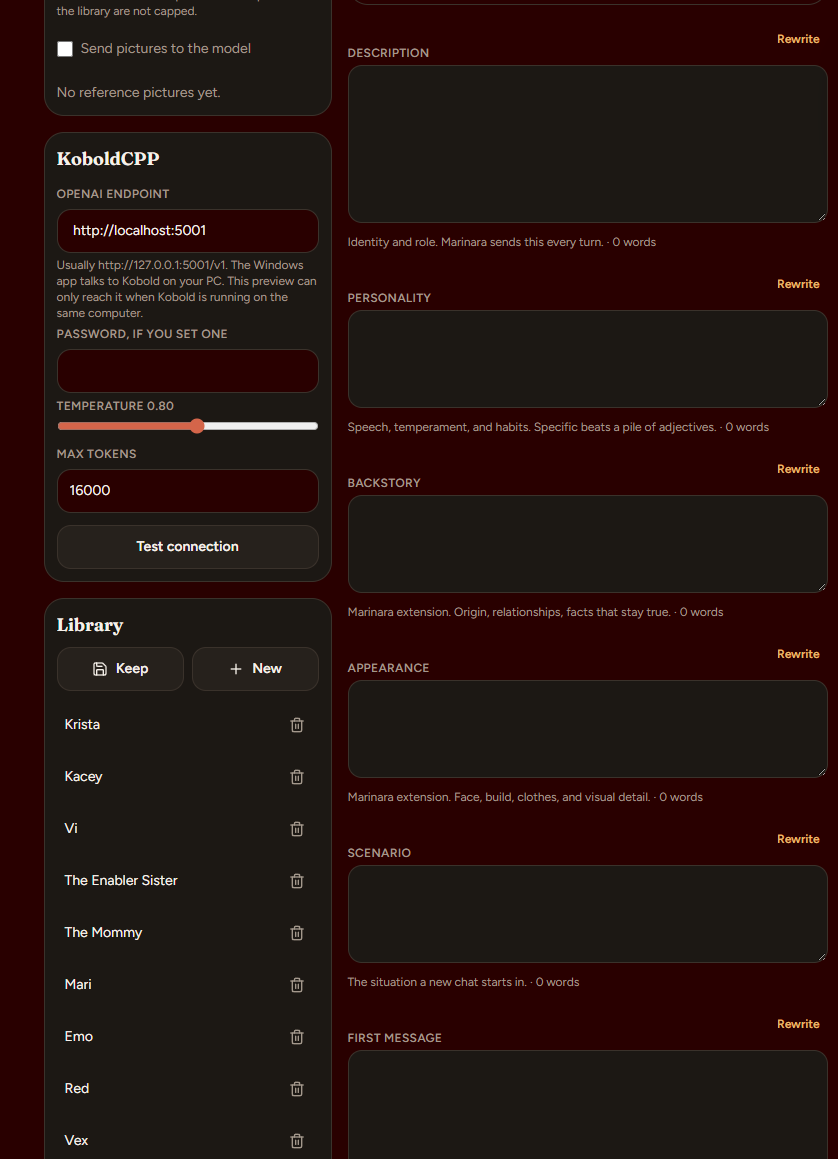 the library are not capped.
Send pictures to the model
No reference pictures yet.
KoboldCPP
OPENAI ENDPOINT
http://localhost:5001
Usually http://127.0.0.1:5001/v1. The Windows
app talks to Kobold on your PC. This preview can
only reach it when Kobold is running on the
same computer.
PASSWORD, IF YOU SET ONE
TEMPERATURE 0.80
MAX TOKENS
16000
Test connection
Library
Keep
New
Krista
Kacey
Vi
The Enabler Sister
The Mommy
Mari
Emo
Red
Vex
Rewrite
DESCRIPTION
Identity and role. Marinara sends this every turn. · 0 words
Rewrite
PERSONALITY
Speech, temperament, and habits. Specific beats a pile of adjectives. · 0 words
Rewrite
BACKSTORY
Marinara extension. Origin, relationships, facts that stay true. · 0 words
Rewrite
APPEARANCE
Marinara extension. Face, build, clothes, and visual detail. · 0 words
Rewrite
SCENARIO
The situation a new chat starts in. · 0 words
Rewrite
FIRST MESSAGE